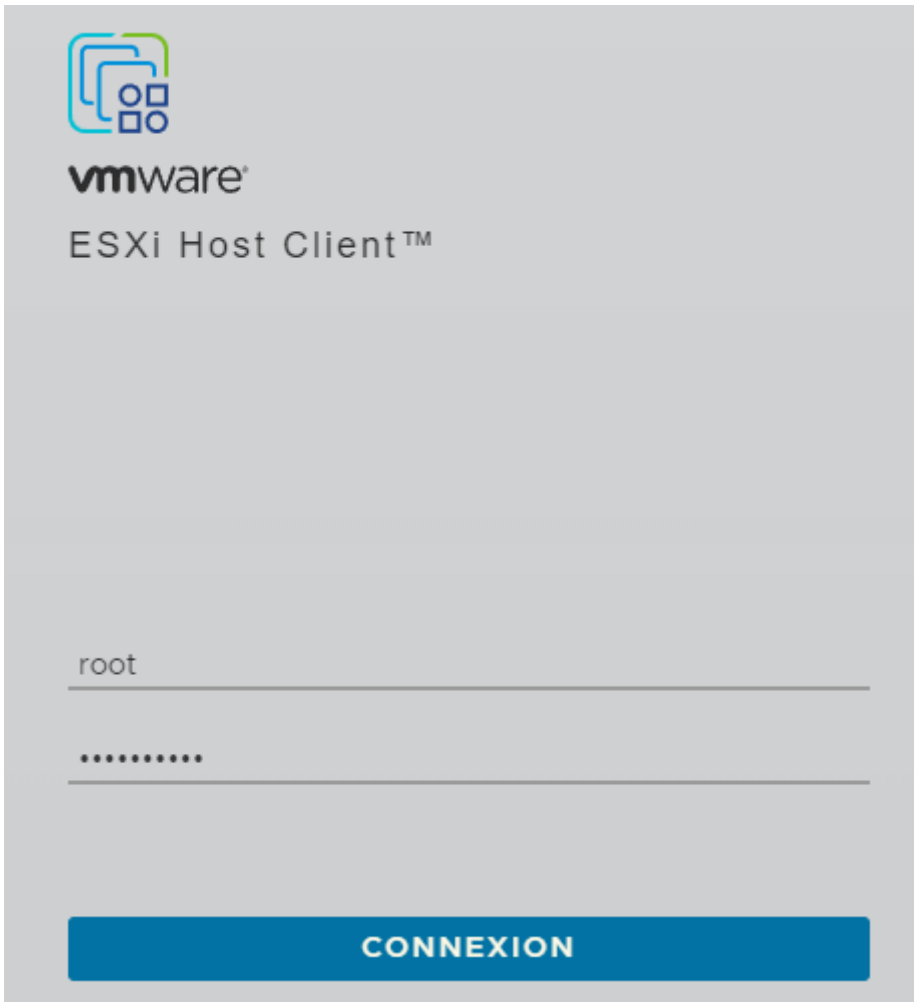 vmware®
ESXi Host Client™
root
••••••••••
CONNEXION